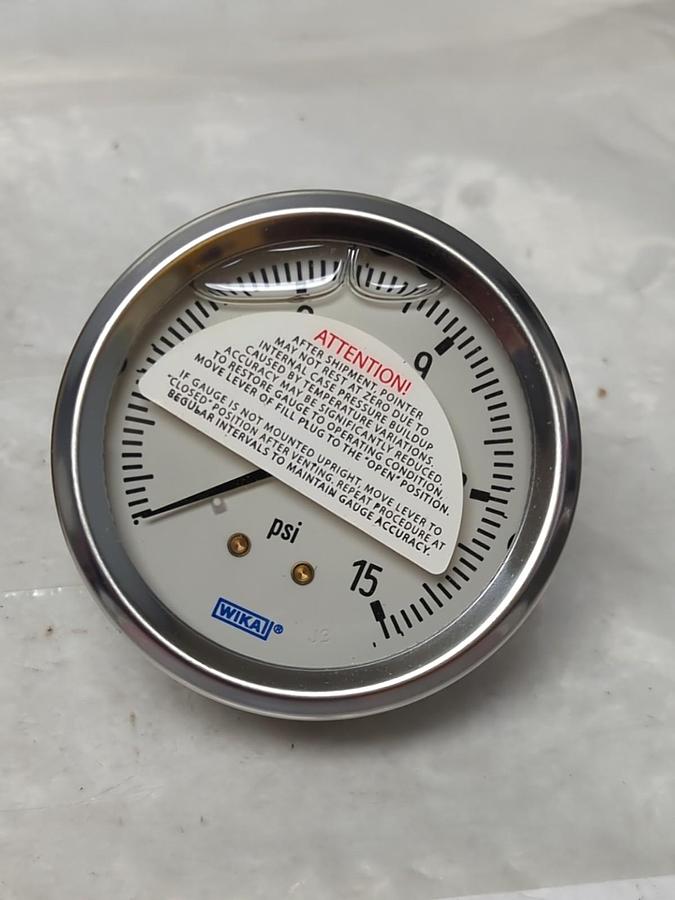 9
ATTENTION!
AFTER SHIPMENT, POINTER
MAY NOT REST AT ZERO DUE TO
INTERNAL CASE PRESSURE BUILDUP
CAUSED BY TEMPERATURE VARIATIONS.
ACCURACY MAY BE SIGNIFICANTLY REDUCED.
TO RESTORE GAUGE TO OPERATING CONDITION,
MOVE LEVER OF FILL PLUG TO THE "OPEN" POSITION.
IF GAUGE IS NOT MOUNTED UPRIGHT, MOVE LEVER TO
"CLOSED" POSITION AFTER VENTING. REPEAT PROCEDURE AT
REGULAR INTERVALS TO MAINTAIN GAUGE ACCURACY.
psi
15
WIKAI®